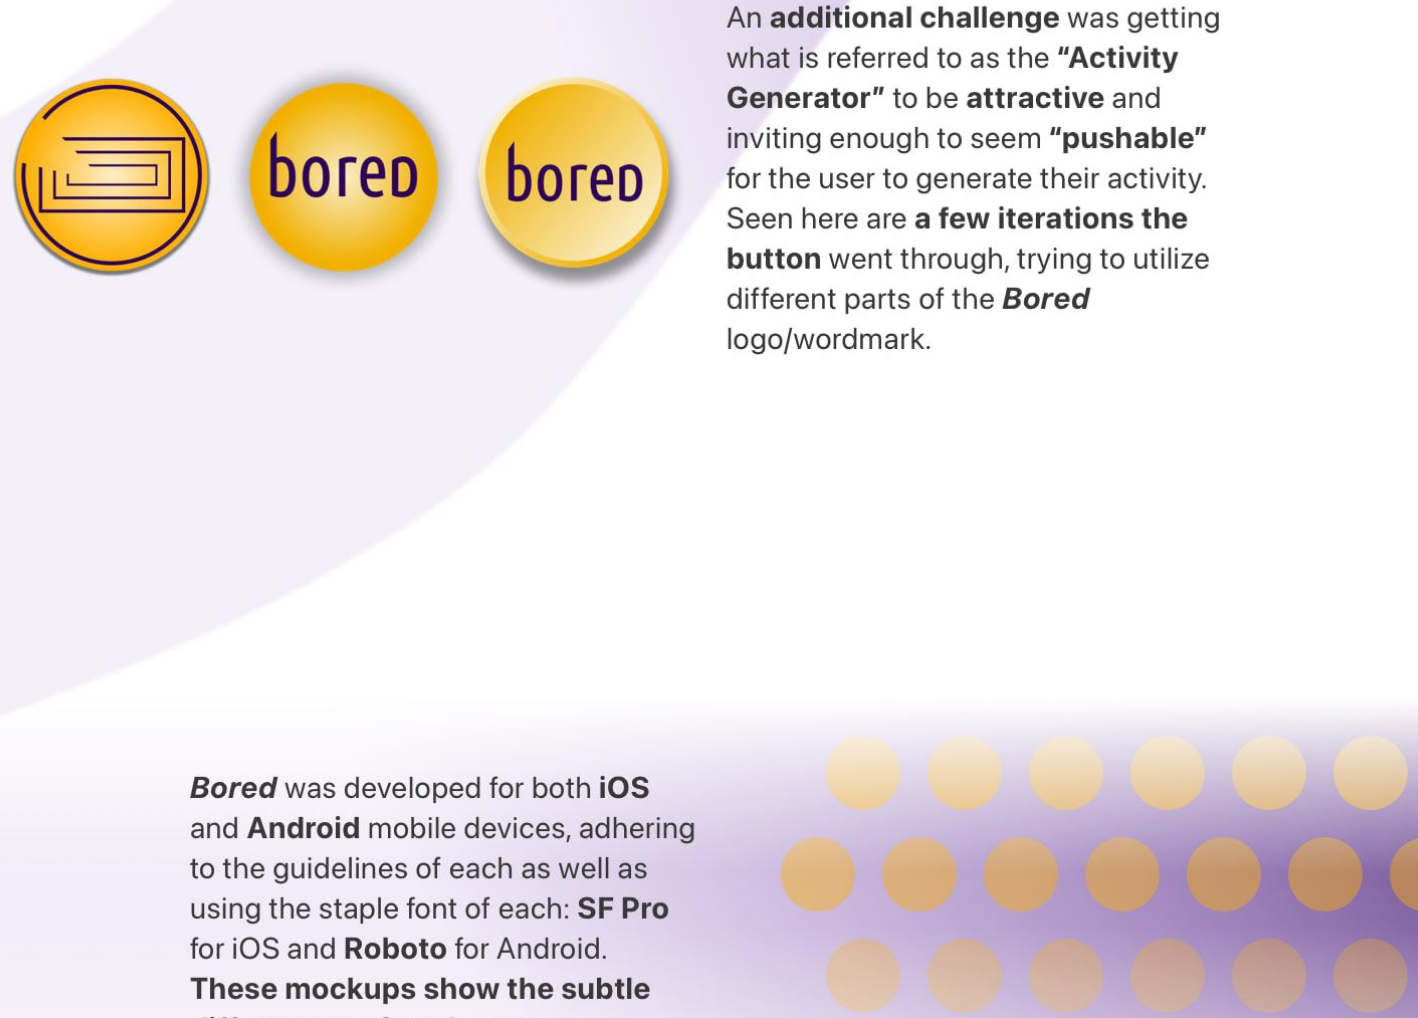 An additional challenge was getting
what is referred to as the “Activity
Generator” to be attractive and
inviting enough to seem “pushable”
for the user to generate their activity.
Seen here are a few iterations the
button went through, trying to utilize
different parts of the Bored
logo/wordmark.
bored
bored
Bored was developed for both iOS
and Android mobile devices, adhering
to the guidelines of each as well as
using the staple font of each: SF Pro
for iOS and Roboto for Android.
These mockups show the subtle